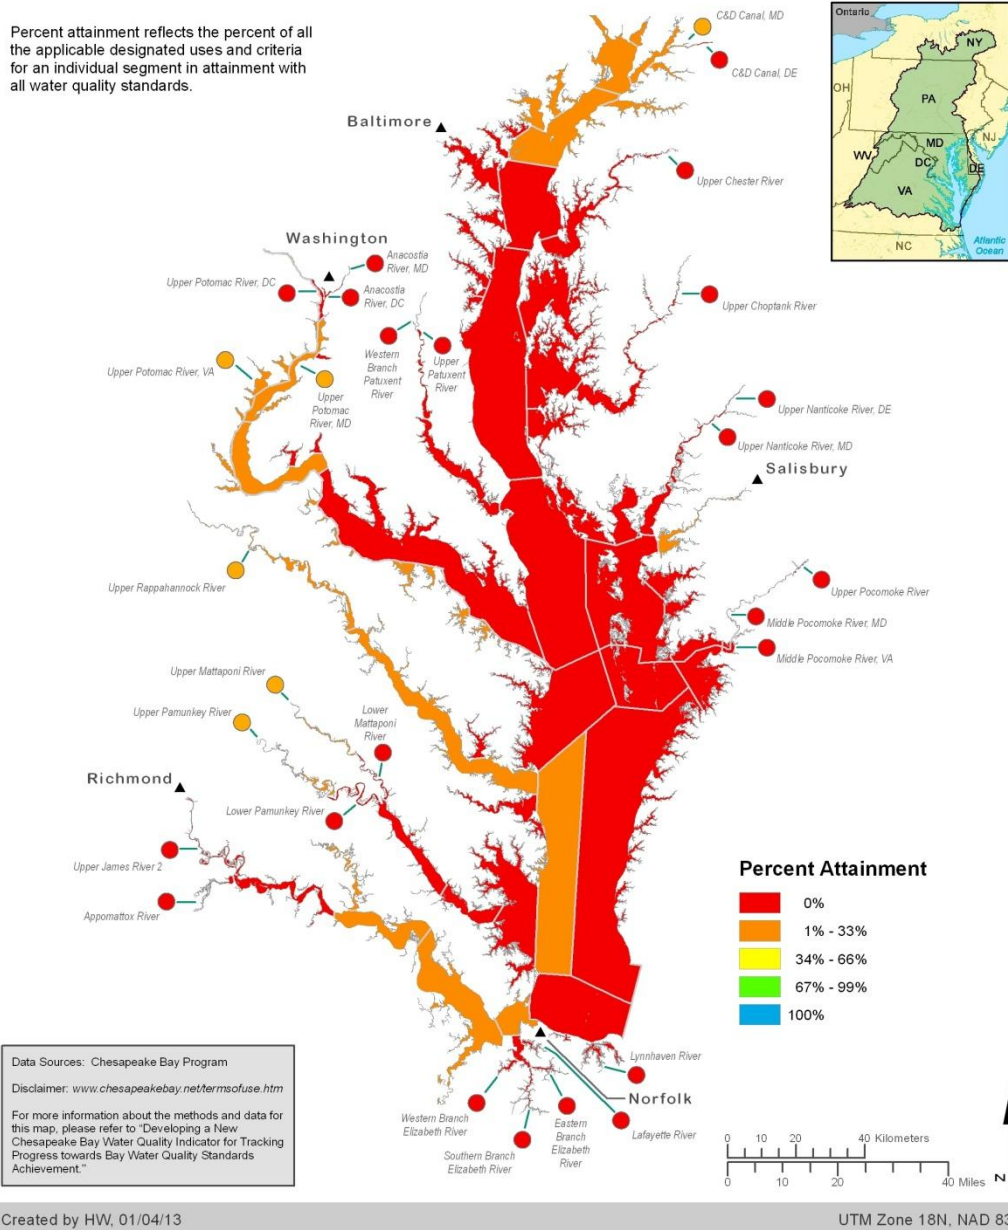 Percent attainment reflects the percent of all
the applicable designated uses and criteria
for an individual segment in attainment with
all water quality standards.
C&D Canal, MD
C&D Canal, DE
Ontario
NY
OH
PA
NJ
MD
WV
DC
DE
VA
NC
Atlantic
Ocean
Baltimore
Upper Chester River
Washington
Anacostia
River, MD
Upper Potomac River, DC
Anacostia
River, DC
Upper Choptank River
Western
Branch
Patuxent
River
Upper
Patuxent
River
Upper Potomac River, VA
Upper
Potomac
River, MD
Upper Nanticoke River, DE
Upper Nanticoke River, MD
Salisbury
Upper Rappahannock River
Upper Pocomoke River
Middle Pocomoke River, MD
Middle Pocomoke River, VA
Upper Mattaponi River
Upper Pamunkey River
Lower
Mattaponi
River
Richmond
Lower Pamunkey River
Upper James River 2
Appomattox River
Percent Attainment
0%
1% - 33%
34% - 66%
67% - 99%
100%
Data Sources: Chesapeake Bay Program
Disclaimer: www.chesapeakebay.net/termsofuse.htm
For more information about the methods and data for
this map, please refer to "Developing a New
Chesapeake Bay Water Quality Indicator for Tracking
Progress towards Bay Water Quality Standards
Achievement."
Lynnhaven River
Norfolk
Western Branch
Elizabeth River
Southern Branch
Elizabeth River
Eastern
Branch
Elizabeth
River
Lafayette River
0 10 20 40 Kilometers
0 10 20 40 Miles
N
Created by HW, 01/04/13
UTM Zone 18N, NAD 83